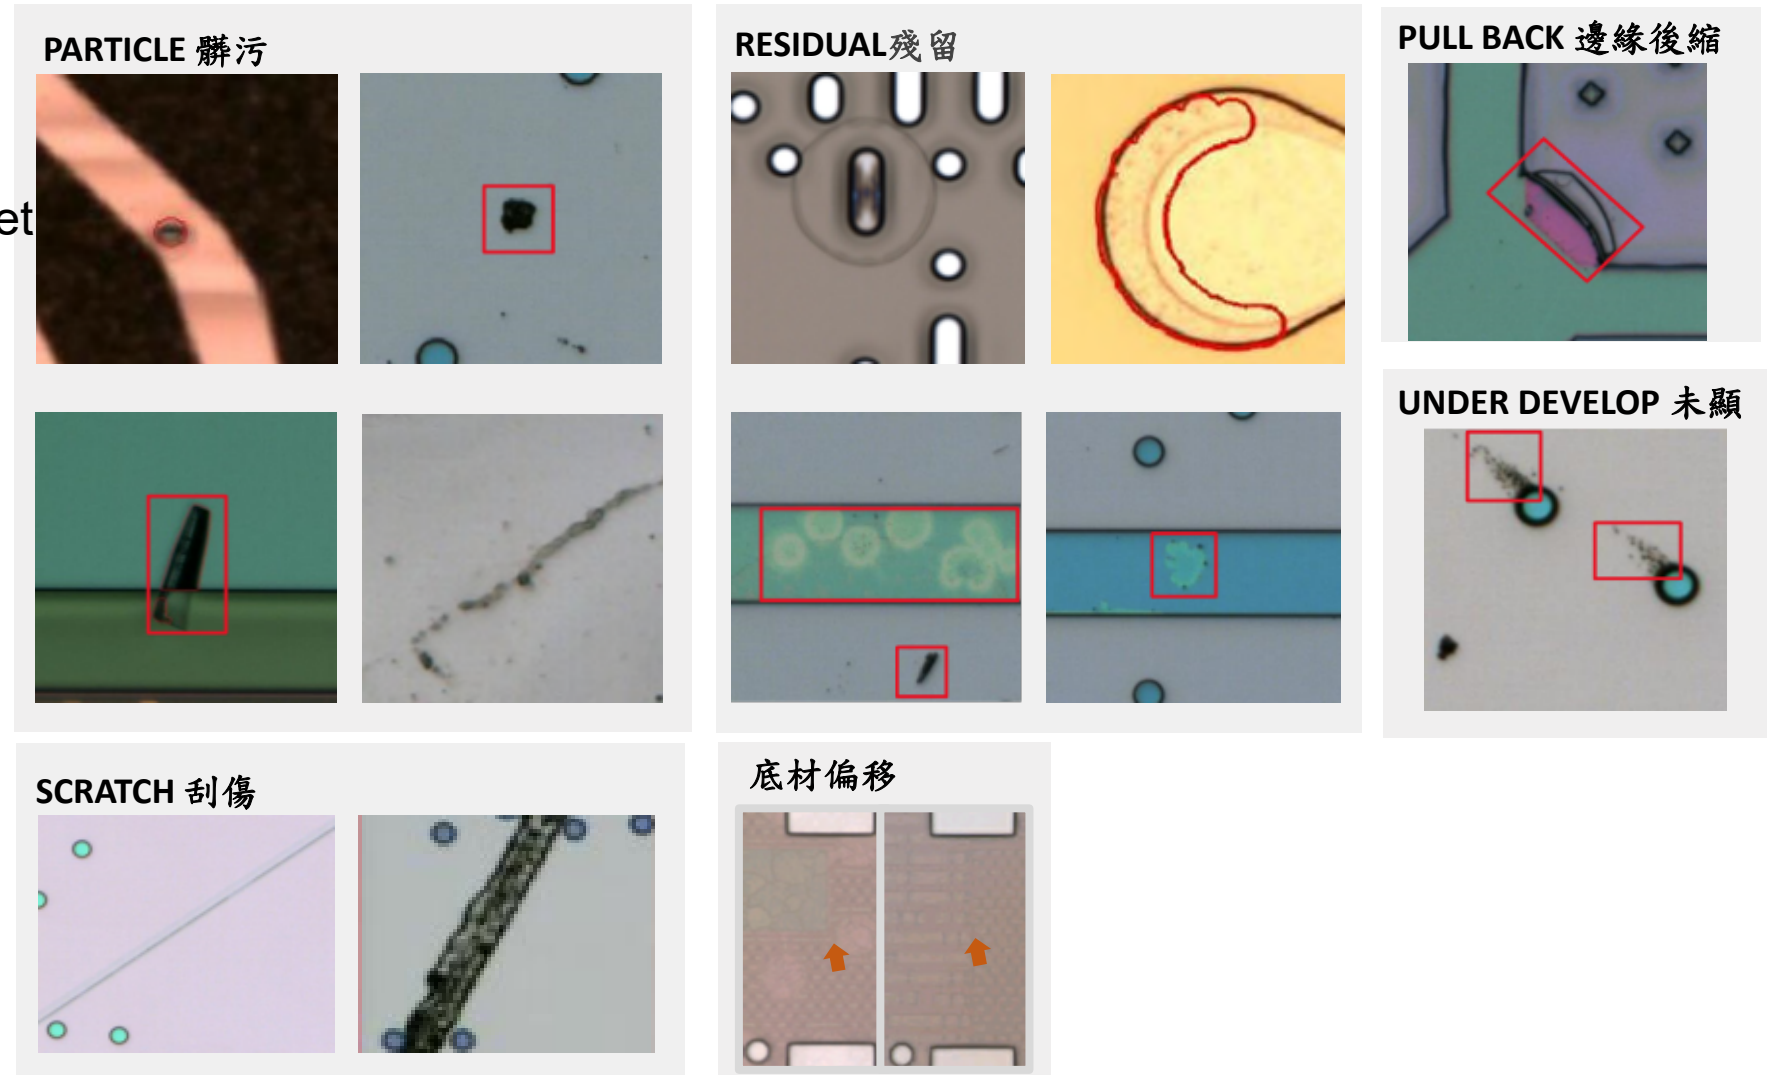 PARTICLE 髒污
RESIDUAL殘留
PULL BACK 邊緣後縮
et
UNDER DEVELOP 未顯
SCRATCH 刮傷
底材偏移